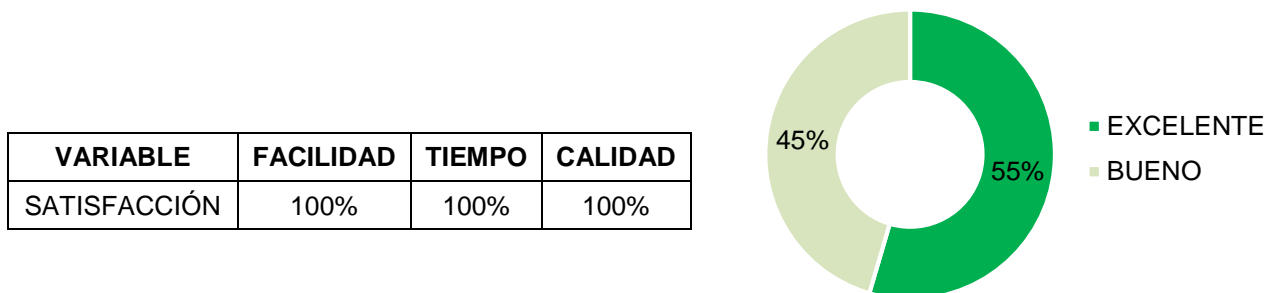 VARIABLE FACILIDAD TIEMPO CALIDAD
SATISFACCIÓN 100% 100% 100%
45%
55%
EXCELENTE
BUENO